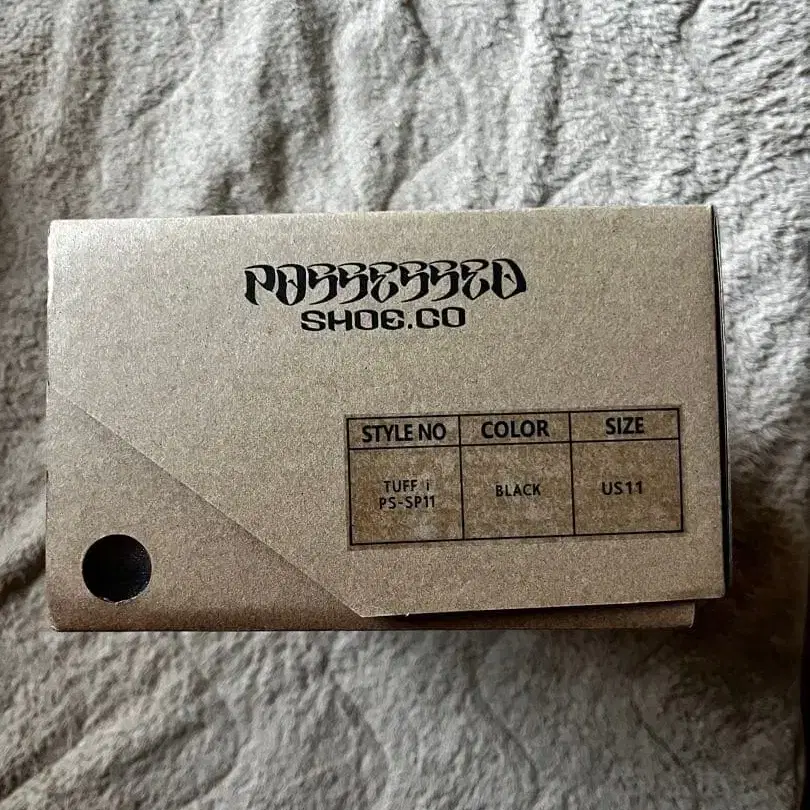 POSSESSED
SHOE.CO
STYLE NO COLOR SIZE
TUFF i
PS-SP11 BLACK US11